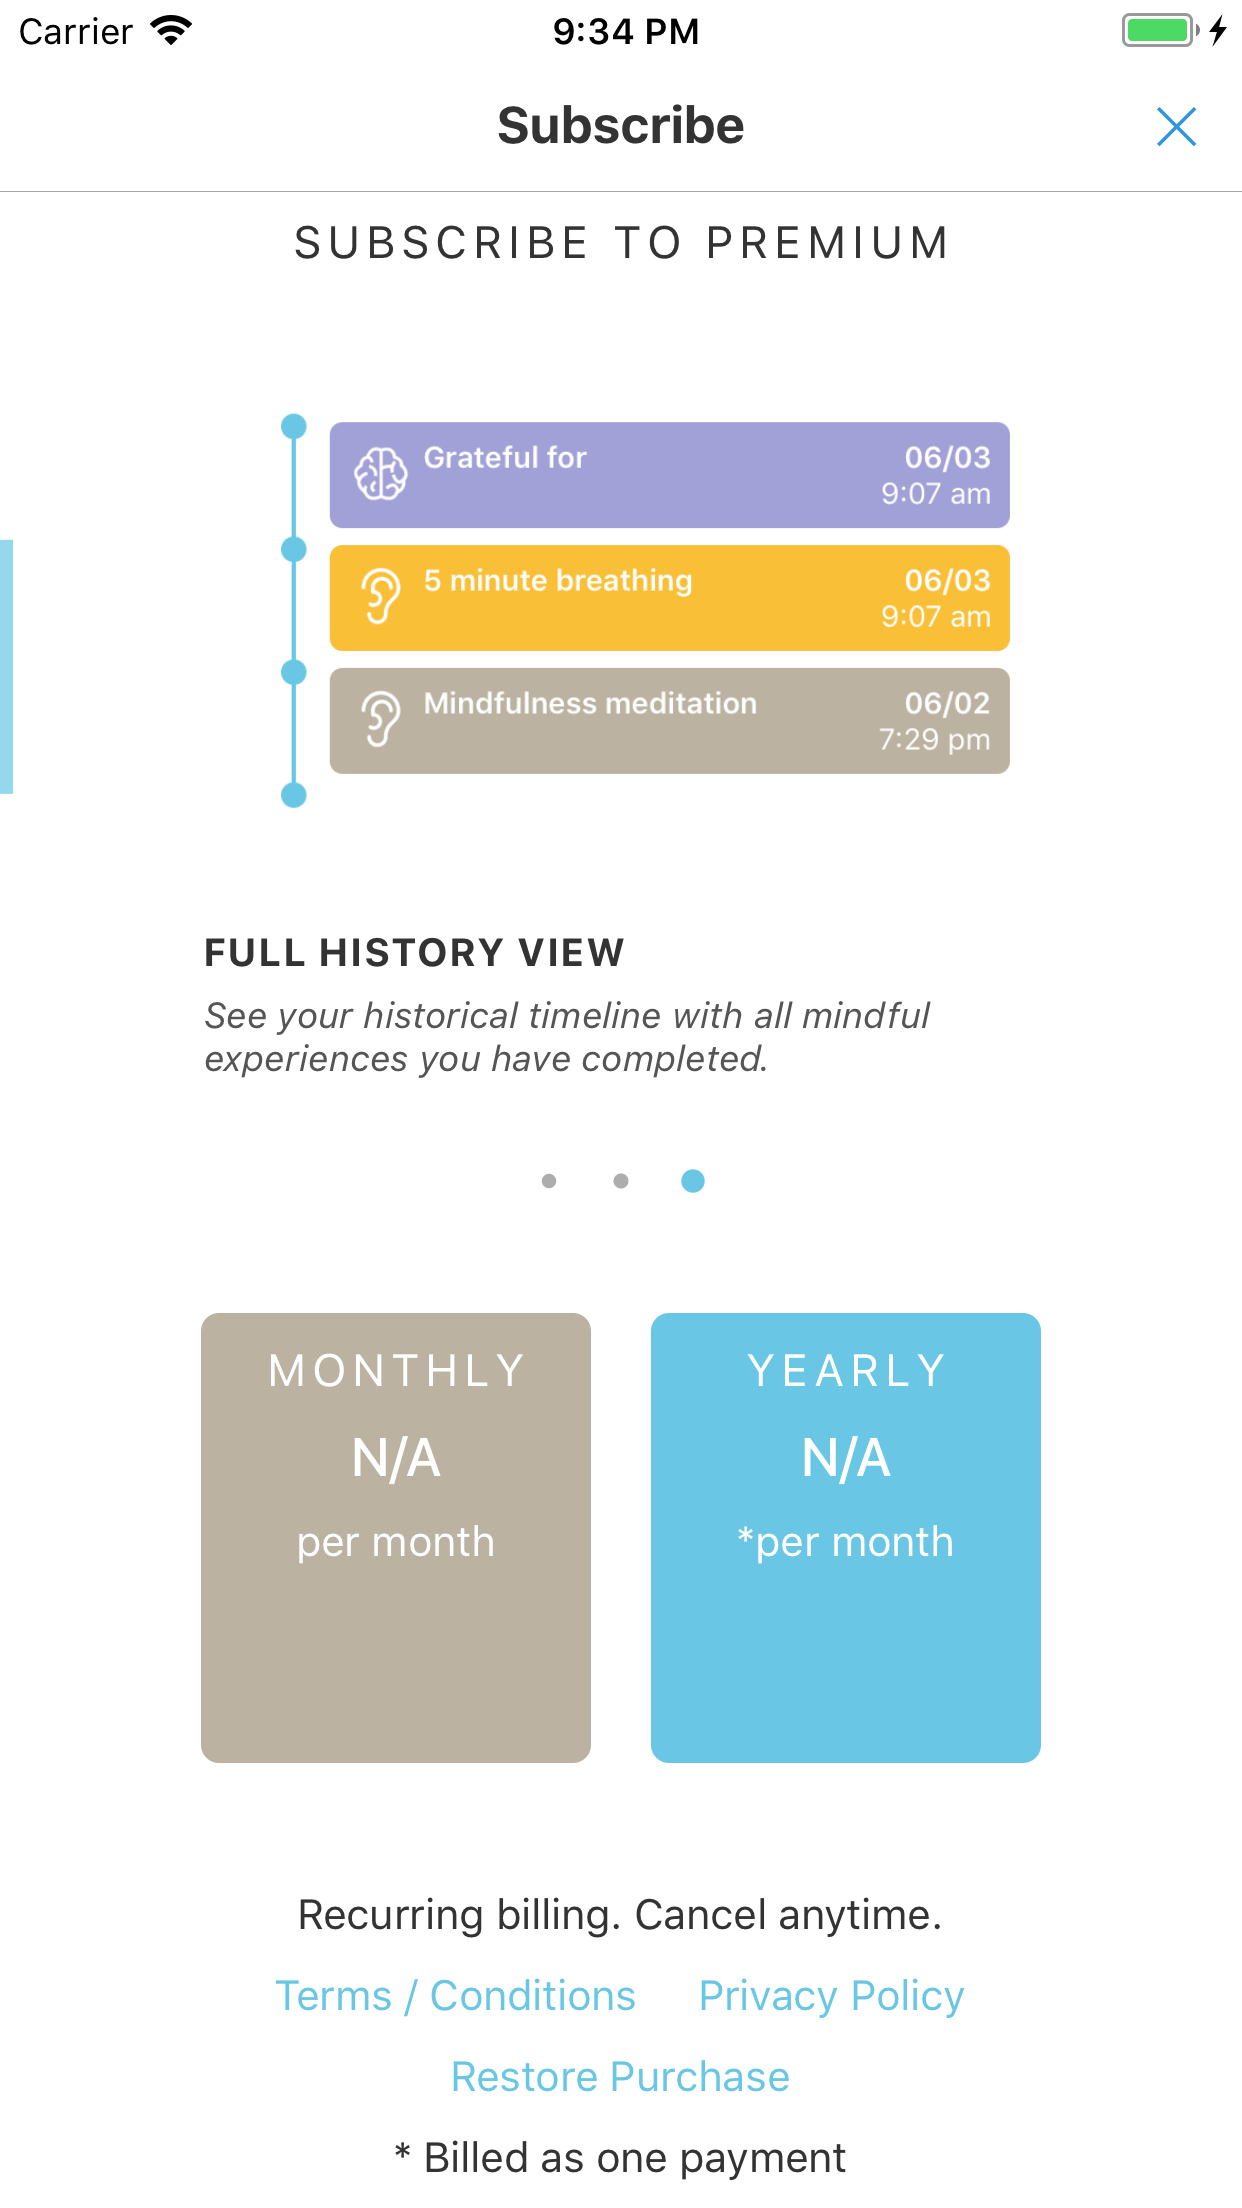 Carrier 9:34 PM
Subscribe
SUBSCRIBE TO PREMIUM
Grateful for 06/03
9:07 am
5 minute breathing 06/03
9:07 am
Mindfulness meditation 06/02
7:29 pm
FULL HISTORY VIEW
See your historical timeline with all mindful
experiences you have completed.
MONTHLY
N/A
per month
YEARLY
N/A
*per month
Recurring billing. Cancel anytime.
Terms / Conditions Privacy Policy
Restore Purchase
* Billed as one payment